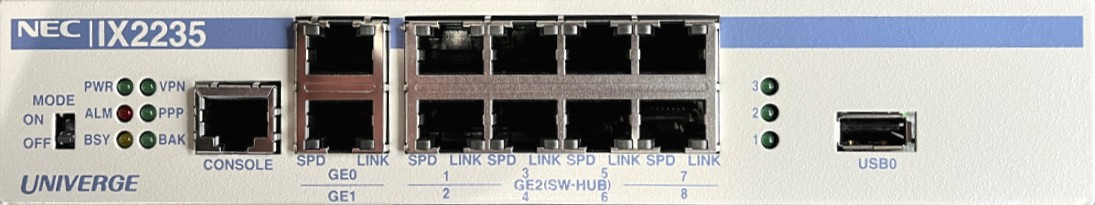 NEC IX2235
PWR VPN
MODE
ON
OFF
ALM PPP
BSY BAK
CONSOLE
SPD LINK
GE0
GE1
SPD LINK SPD LINK SPD LINK SPD LINK
1 3 5 7
GE2(SW-HUB)
2 4 6 8
3
2
1
USB0
UNIVERGE